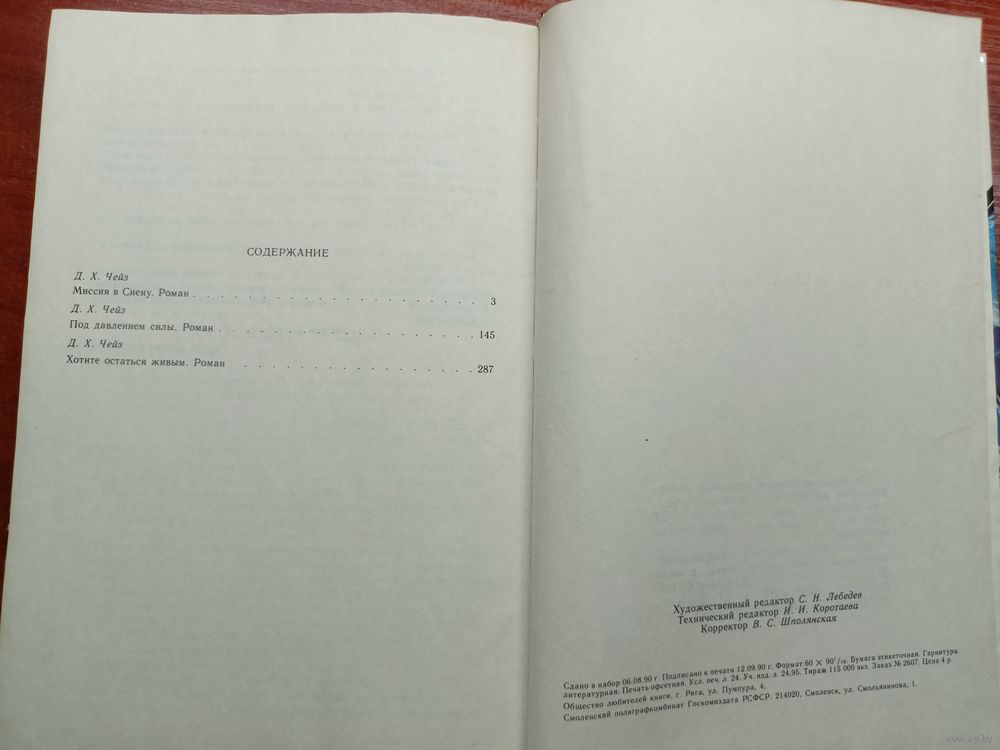 СОДЕРЖАНИЕ
Д. Х. Чейз
Миссия в Сиену. Роман . . . . . . . . . . . . . . . . . . . . . . 3
Д. Х. Чейз
Под давлением силы. Роман . . . . . . . . . . . . . . . . . . . . 145
Д. Х. Чейз
Хотите остаться живым. Роман . . . . . . . . . . . . . . . . . . 287
Художественный редактор С. Н. Лебедев
Технический редактор И. И. Коротаева
Корректор В. С. Шполянская
Сдано в набор 06.08.90 г. Подписано к печати 12.09.90 г. Формат 60 × 90¹/₁₆. Бумага этикеточная. Гарнитура
литературная. Печать офсетная. Усл. печ. л. 24. Уч. изд. л. 24,95. Тираж 115 000 экз. Заказ № 2607. Цена 4 р.
Общество любителей книги. г. Рига, ул. Пумпура, 4.
Смоленский полиграфкомбинат Госкомиздата РСФСР. 214020, Смоленск, ул. Смольянинова, 1.
www.ay.by